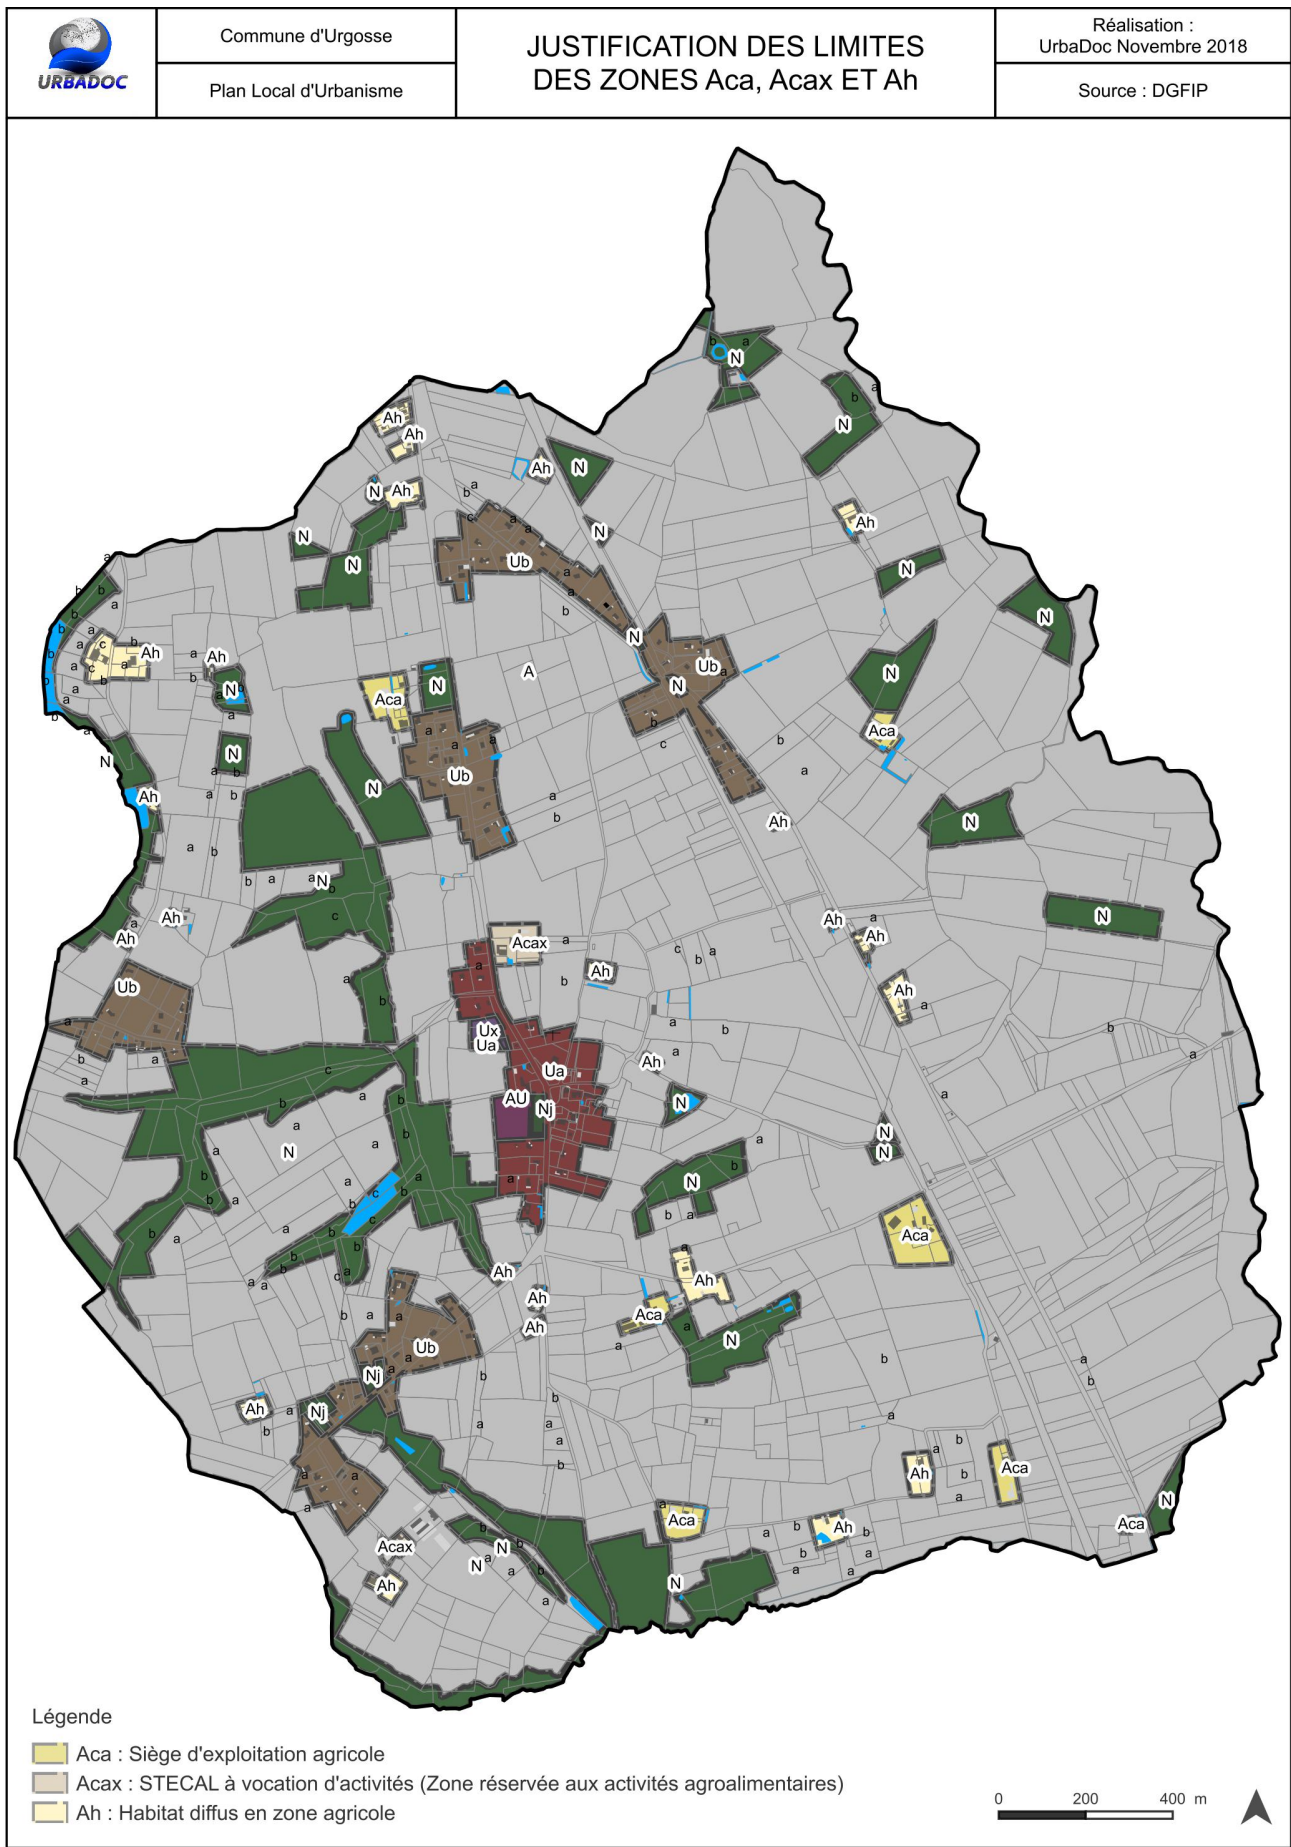 URBADOC
Commune d'Urgosse
Plan Local d'Urbanisme
JUSTIFICATION DES LIMITES
DES ZONES Aca, Acax ET Ah
Réalisation :
UrbaDoc Novembre 2018
Source : DGFIP
b a
N
a
b
N
Ah
Ah
Ah
N
N
Ah
a
b
c
a
a
Ub
a
a
b
N
Ah
N
N
N
N
N
Ub
a
N
b
c
A
Aca
N
Ub
a
a
a
N
Aca
b
a
Ah
Ah
N
N
N
Ah
N
a
b
N
N
c
Ah
Ah
Ub
Acax
a
b
Ah
c
b
a
Ah
a
Ah
Ah
a
N
Ux
Ua
Ua
AU
Nj
Ah
N
N
N
b
a
N
N
Aca
Ah
Ah
Ah
Ah
Aca
N
Ub
Nj
Nj
Ah
Acax
Ah
N
N
Aca
N
Ah
Ah
Aca
Aca
N
Légende
Aca : Siège d'exploitation agricole
Acax : STECAL à vocation d'activités (Zone réservée aux activités agroalimentaires)
Ah : Habitat diffus en zone agricole
0 200 400 m